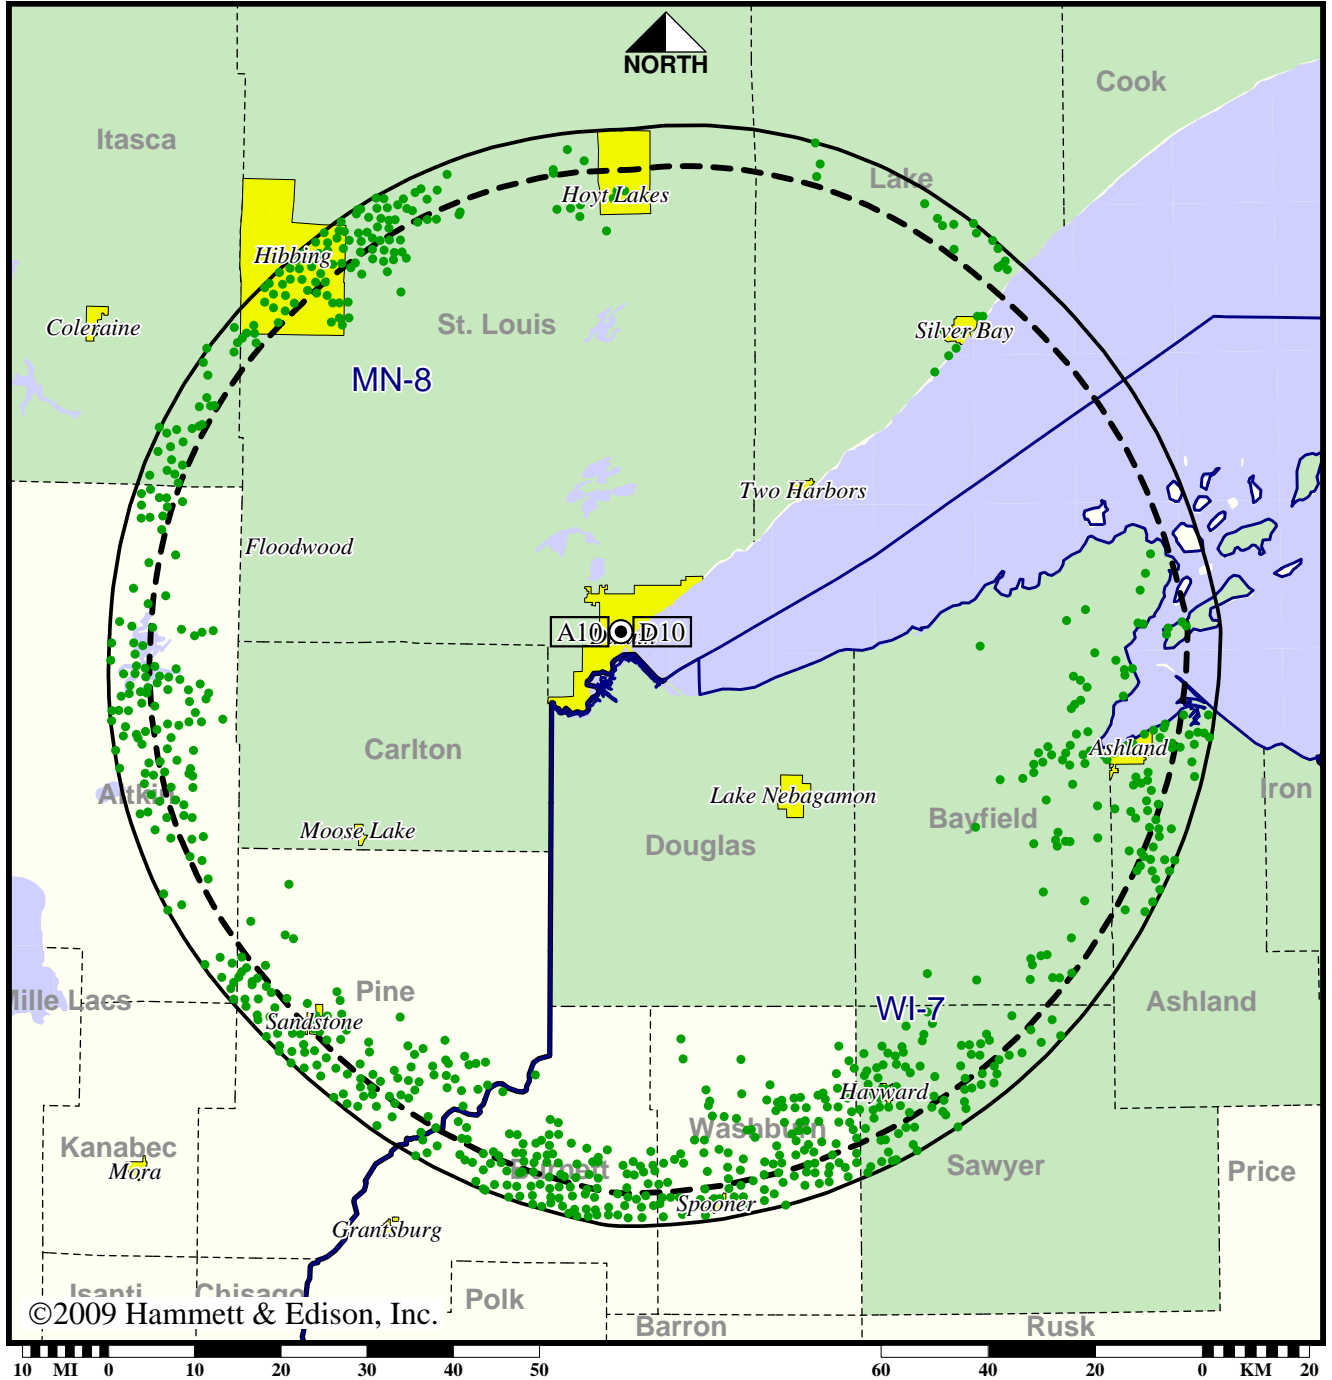 NORTH
Cook
Itasca
Lake
Hoyt Lakes
Hibbing
Coleraine
St. Louis
Silver Bay
MN-8
Two Harbors
Floodwood
A10
D10
Carlton
Ashland
Aitkin
Lake Nebagamon
Iron
Bayfield
Moose Lake
Douglas
Pine
Mille Lacs
WI-7
Ashland
Sandstone
Hayward
Washburn
Kanabec
Mora
Burnett
Sawyer
Price
Spooner
Grantsburg
Isanti
Chisago
Polk
©2009 Hammett & Edison, Inc.
Barron
Rusk
10 MI 0 10 20 30 40 50
60 40 20 0 KM 20